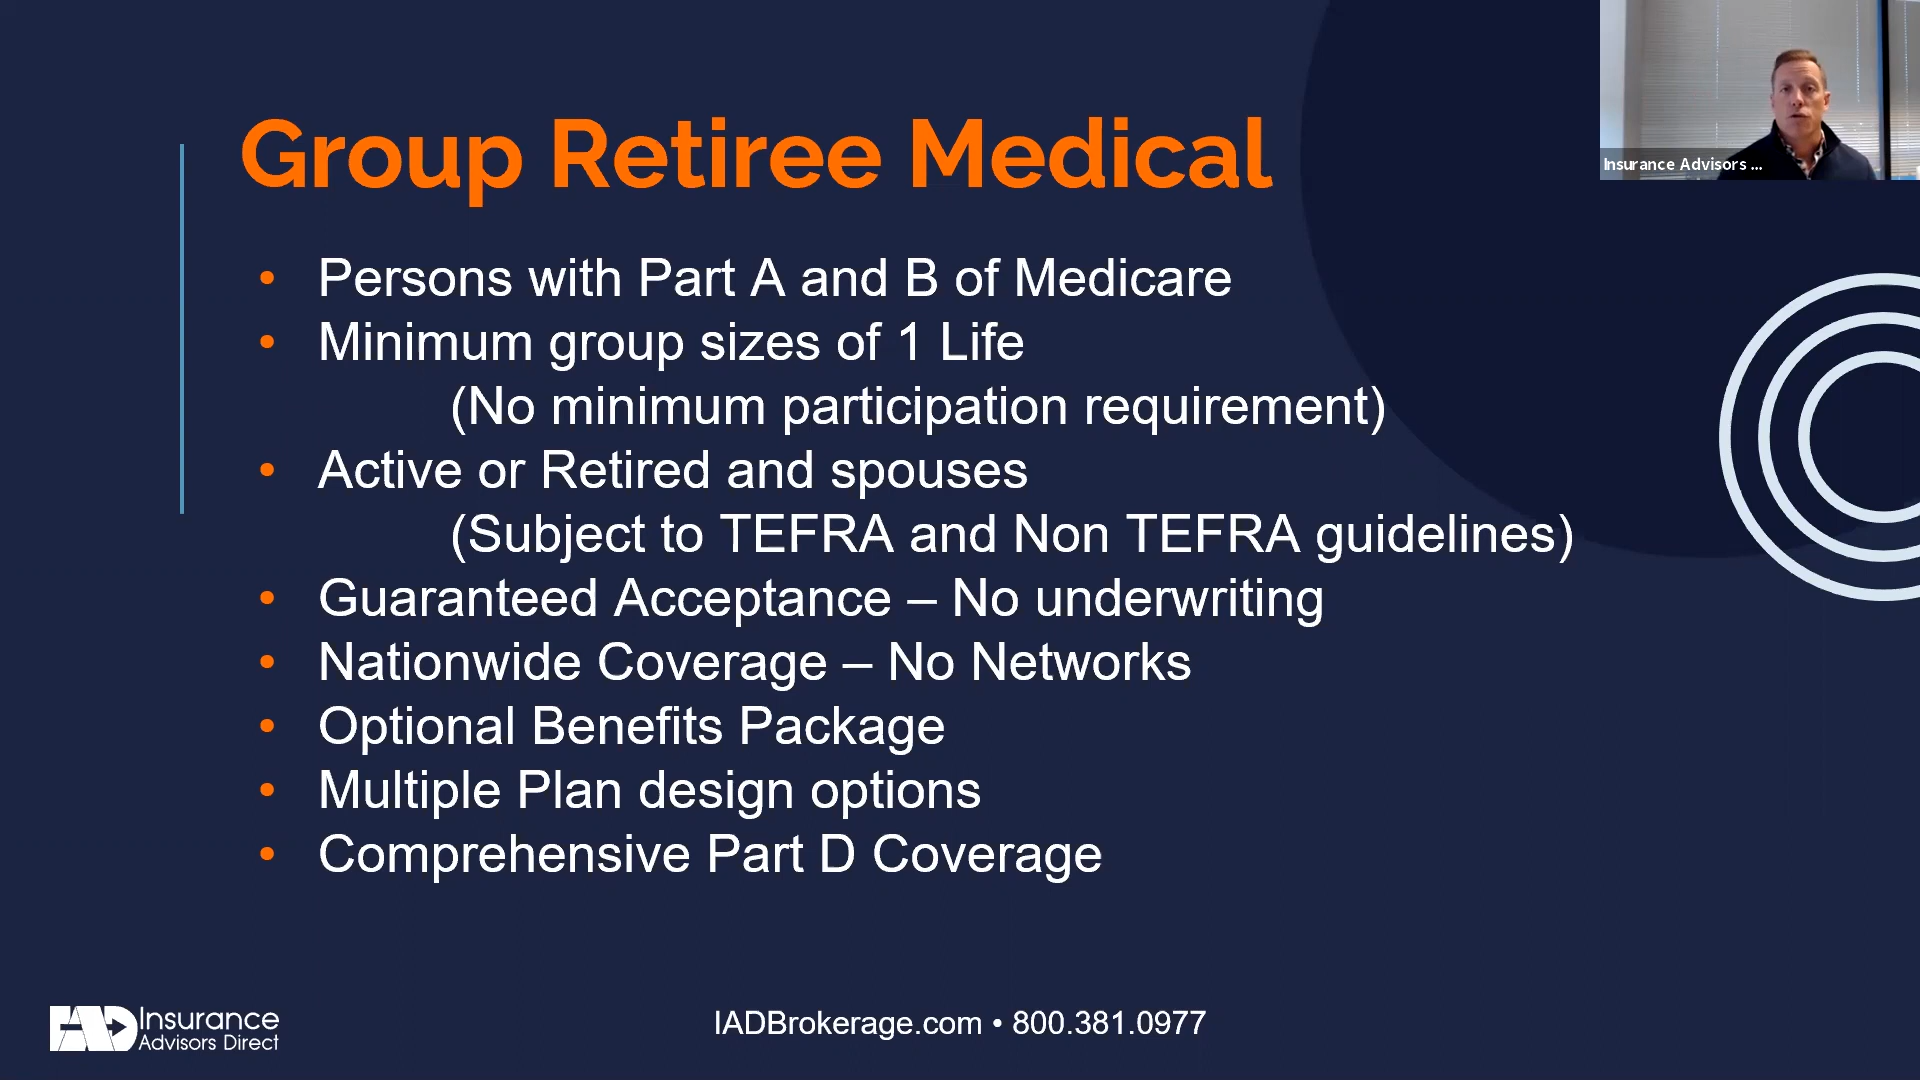 Group Retiree Medical
Insurance Advisors ...
• Persons with Part A and B of Medicare
• Minimum group sizes of 1 Life
(No minimum participation requirement)
• Active or Retired and spouses
(Subject to TEFRA and Non TEFRA guidelines)
• Guaranteed Acceptance – No underwriting
• Nationwide Coverage – No Networks
• Optional Benefits Package
• Multiple Plan design options
• Comprehensive Part D Coverage
IAD Insurance
Advisors Direct
IADBrokerage.com • 800.381.0977